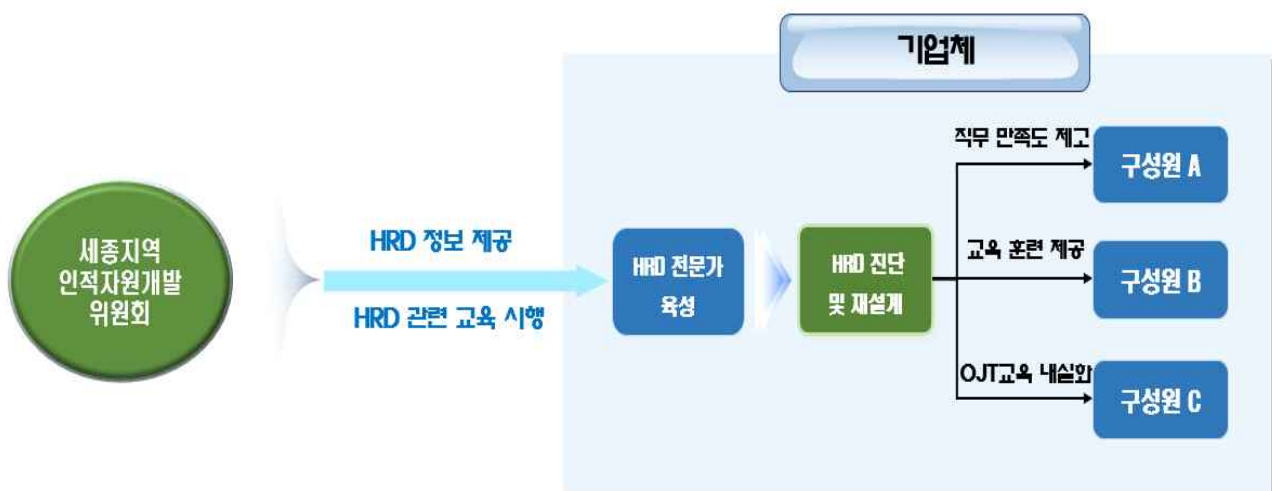 기업체
세종지역
인적자원개발
위원회
HRD 정보 제공
HRD 관련 교육 시행
HRD 전문가
육성
HRD 진단
및 재설계
직무 만족도 제고
구성원 A
교육 훈련 제공
구성원 B
OJT교육 내실화
구성원 C